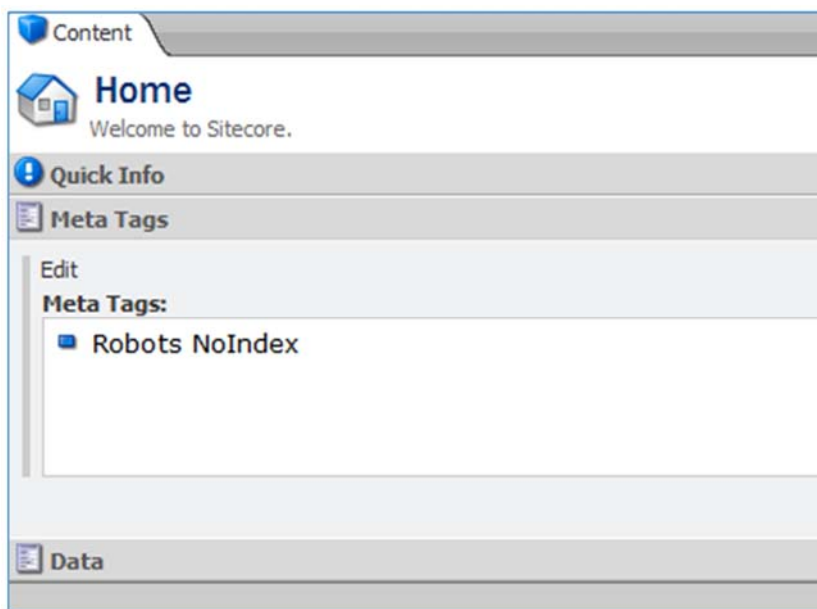 Content
Home
Welcome to Sitecore.
Quick Info
Meta Tags
Edit
Meta Tags:
Robots NoIndex
Data